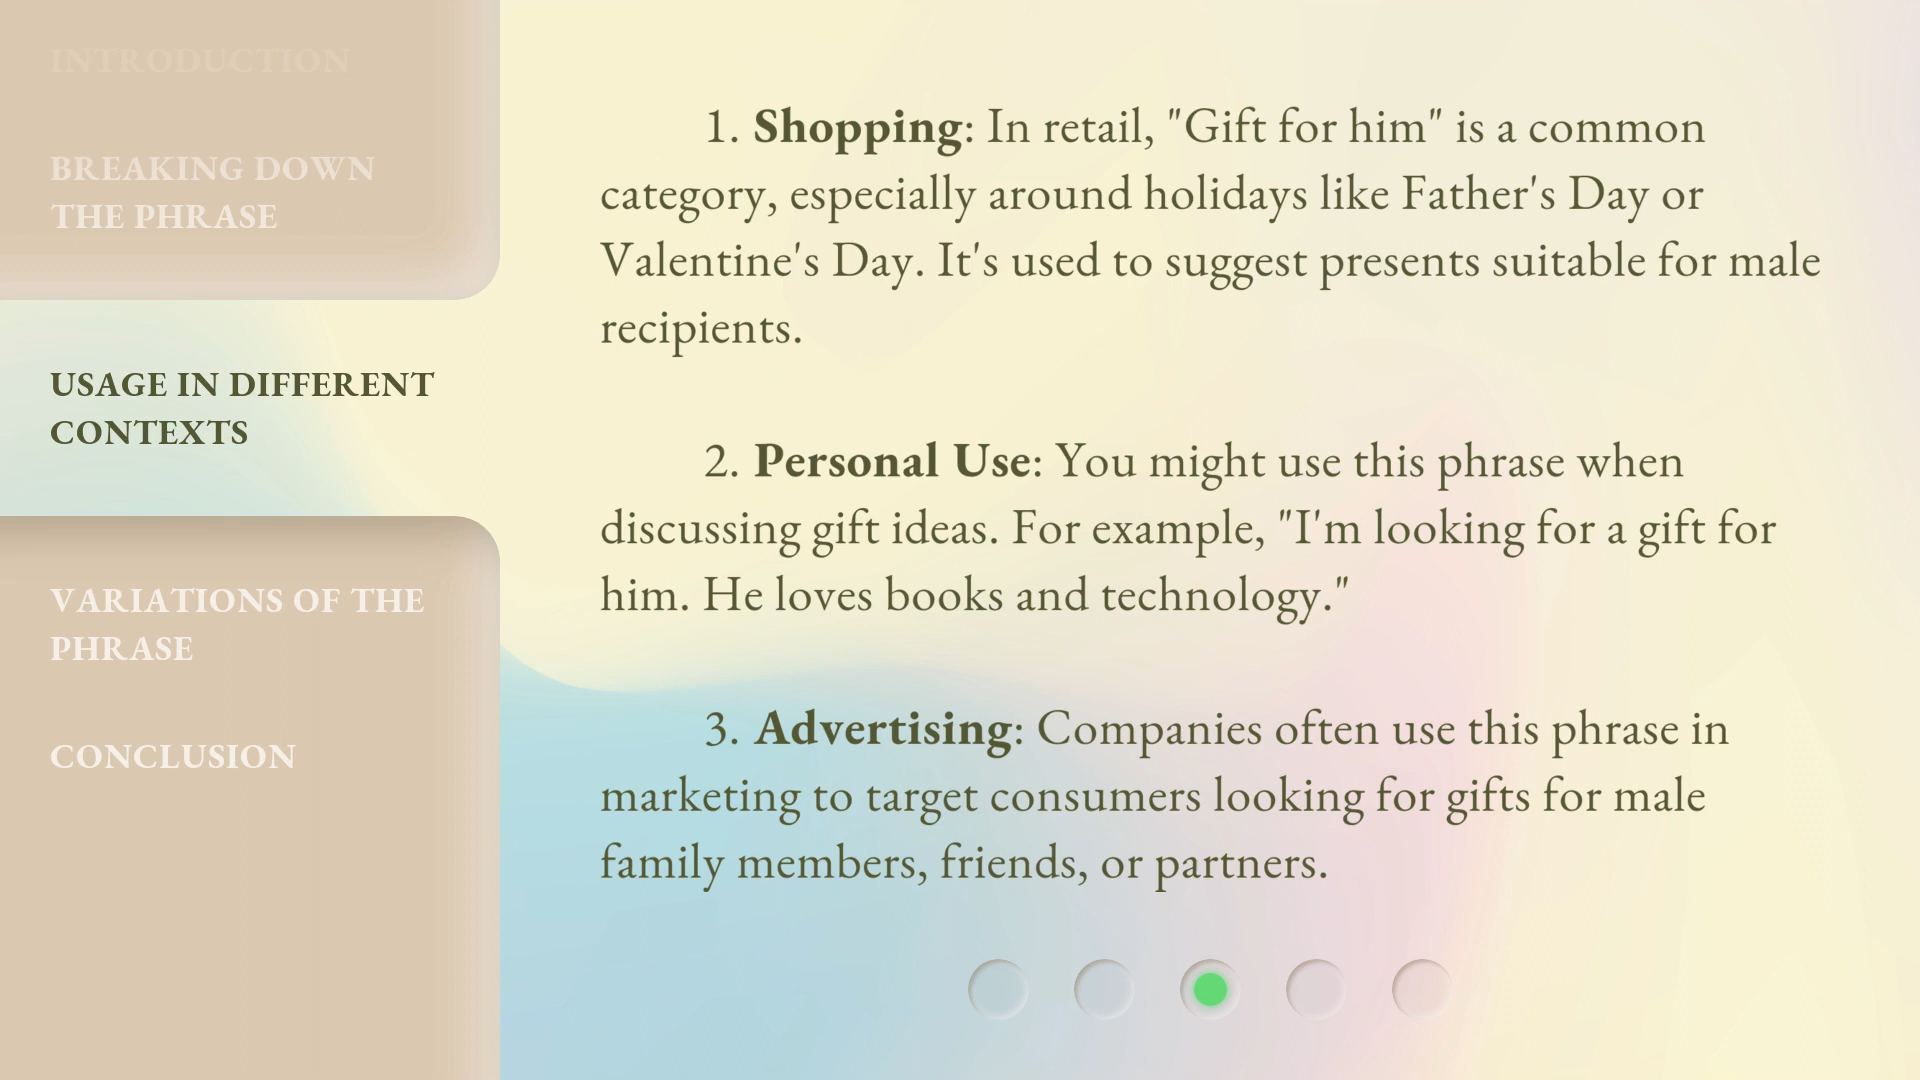 INTRODUCTION
BREAKING DOWN
THE PHRASE
USAGE IN DIFFERENT
CONTEXTS
VARIATIONS OF THE
PHRASE
CONCLUSION
1. Shopping: In retail, "Gift for him" is a common
category, especially around holidays like Father's Day or
Valentine's Day. It's used to suggest presents suitable for male
recipients.
2. Personal Use: You might use this phrase when
discussing gift ideas. For example, "I'm looking for a gift for
him. He loves books and technology."
3. Advertising: Companies often use this phrase in
marketing to target consumers looking for gifts for male
family members, friends, or partners.